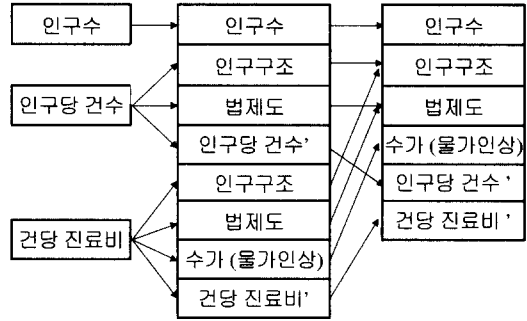 인구수
인구당 건수
건당 진료비
인구수
인구구조
법제도
인구당 건수’
인구구조
법제도
수가 (물가인상)
건당 진료비’
인구수
인구구조
법제도
수가 (물가인상)
인구당 건수 ’
건당 진료비 ’